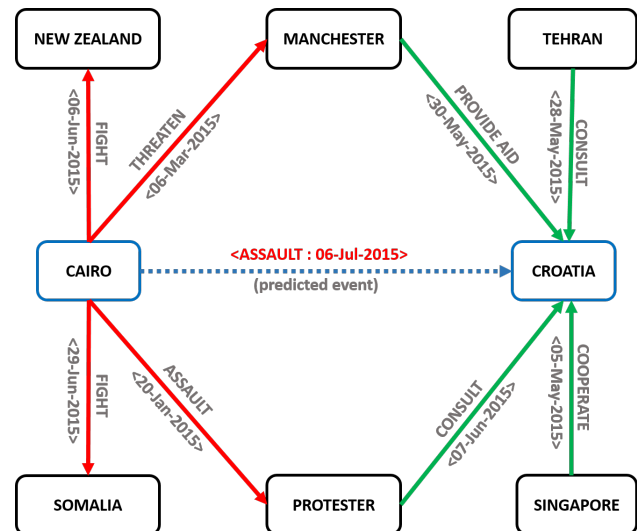 NEW ZEALAND
MANCHESTER
TEHRAN
FIGHT
<06-Jun-2015>
THREATEN
<06-Mar-2015>
PROVIDE AID
<30-May-2015>
CONSULT
<28-May-2015>
CAIRO
<ASSAULT : 06-Jul-2015>
(predicted event)
CROATIA
FIGHT
<29-Jun-2015>
ASSAULT
<20-Jan-2015>
CONSULT
<07-Jun-2015>
COOPERATE
<05-May-2015>
SOMALIA
PROTESTER
SINGAPORE